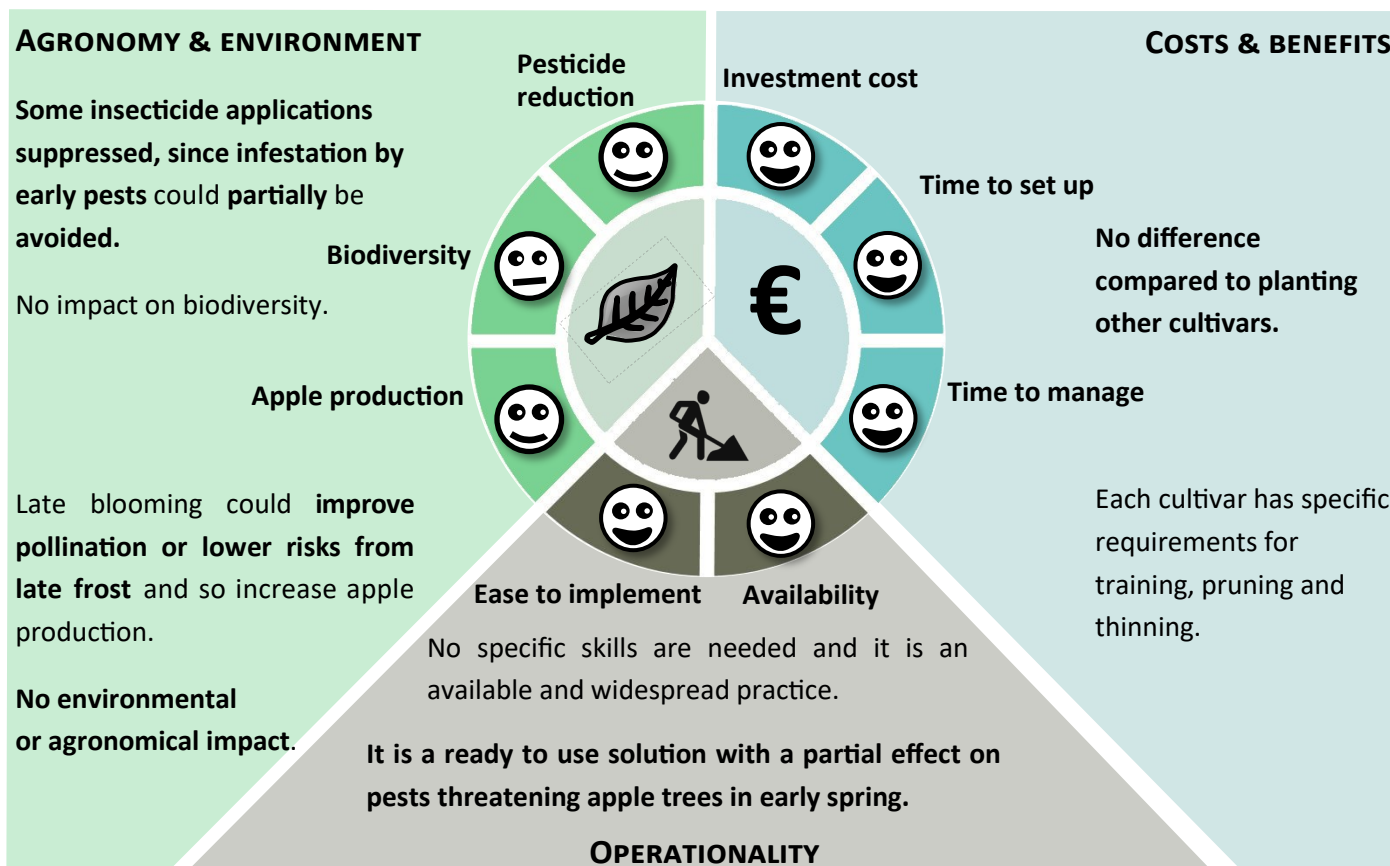 AGRONOMY & ENVIRONMENT
Some insecticide applications
suppressed, since infestation by
early pests could partially be
avoided.
No impact on biodiversity.
Late blooming could improve
pollination or lower risks from
late frost and so increase apple
production.
No environmental
or agronomical impact.
Pesticide
reduction
Biodiversity
Apple production
COSTS & BENEFITS
Investment cost
Time to set up
No difference
compared to planting
other cultivars.
Time to manage
Each cultivar has specific
requirements for
training, pruning and
thinning.
€
Ease to implement
Availability
No specific skills are needed and it is an
available and widespread practice.
It is a ready to use solution with a partial effect on
pests threatening apple trees in early spring.
OPERATIONALITY